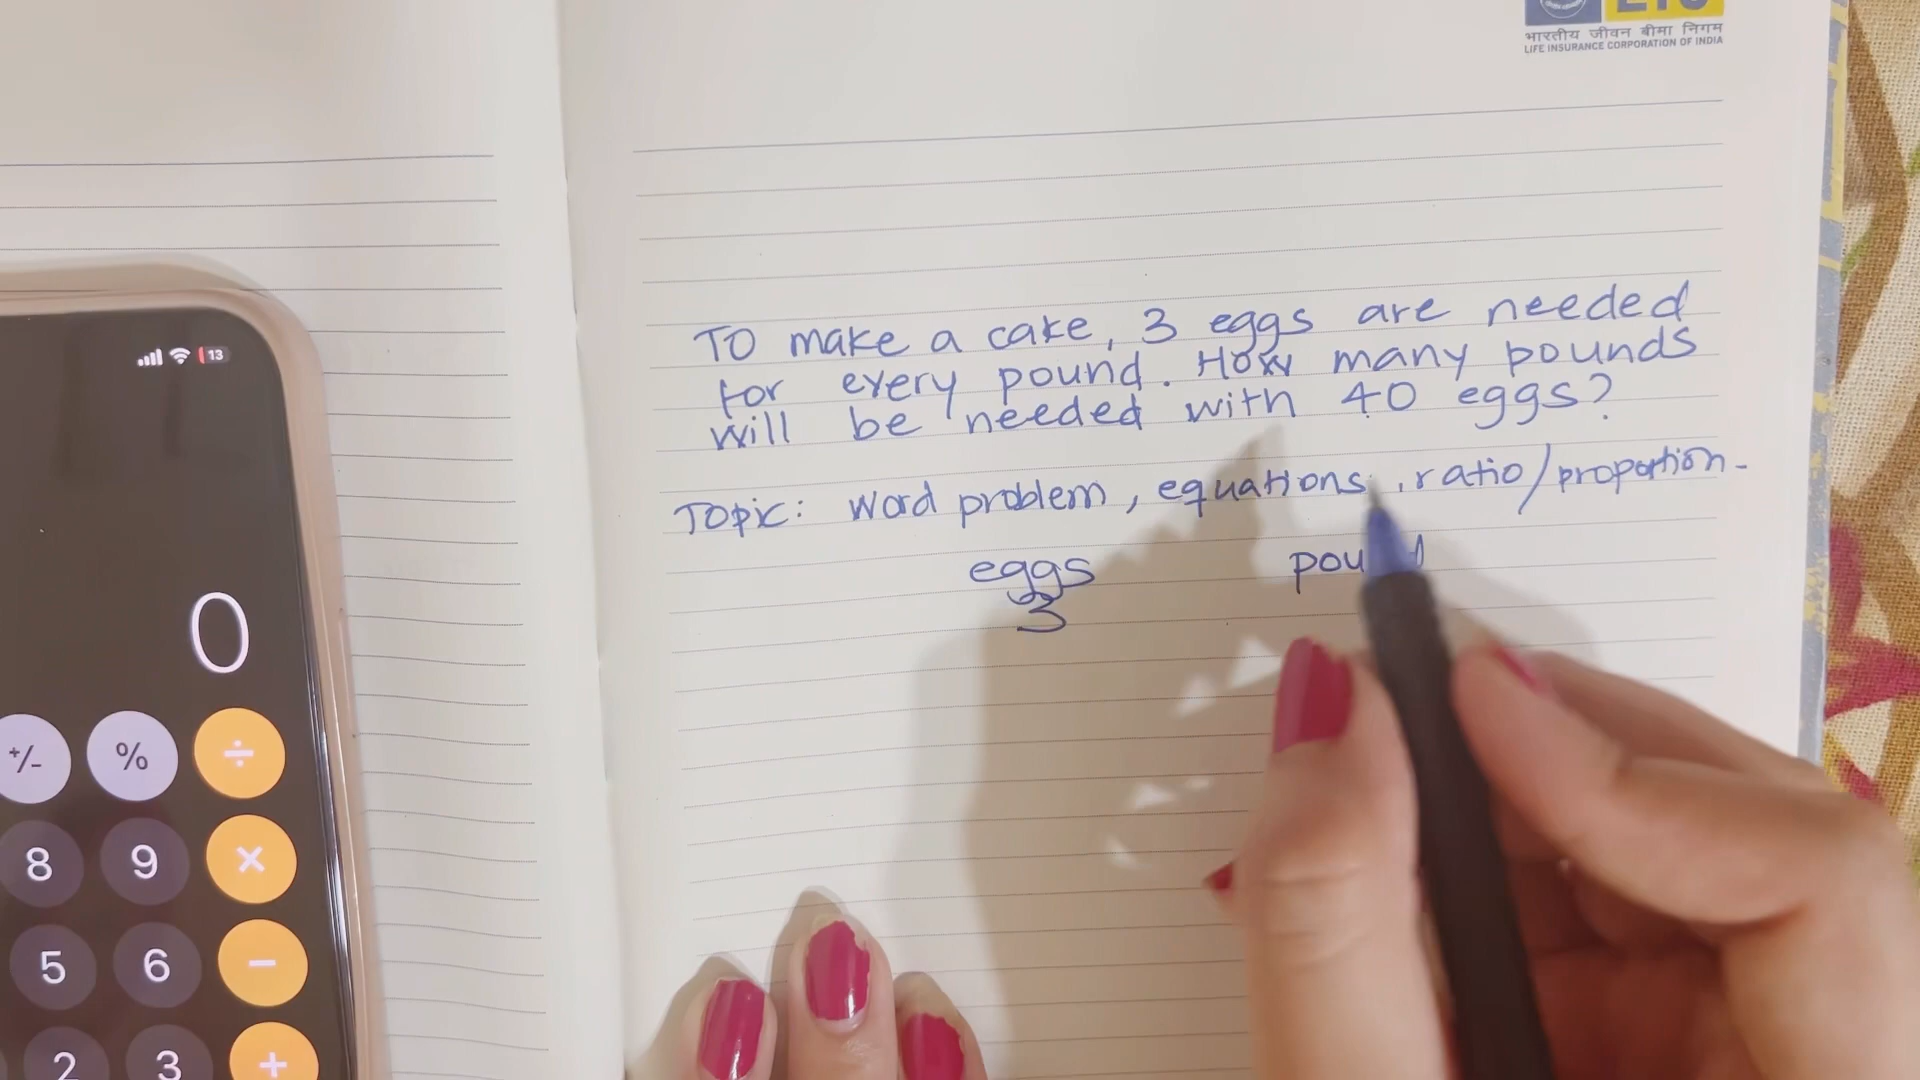 भारतीय जीवन बीमा निगम
LIFE INSURANCE CORPORATION OF INDIA
To make a cake, 3 eggs are needed
for every pound. How many pounds
will be needed with 40 eggs?
Topic: Word problem, equations, ratio/proportion-
eggs
3
13
0
+/- % ÷
8 9 ×
5 6 −
2 3 +